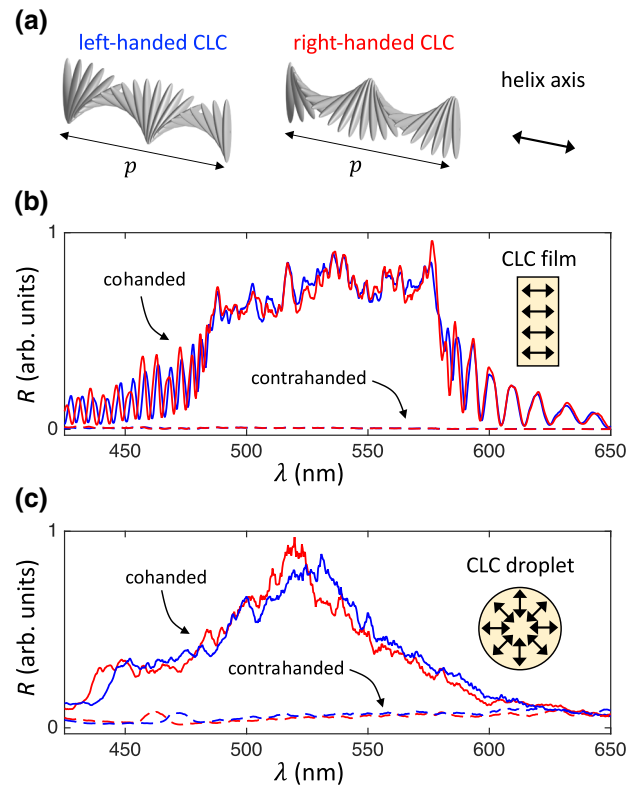 (a)
left-handed CLC
right-handed CLC
helix axis
p
p
(b)
1
CLC film
cohanded
contrahanded
R (arb. units)
0
450
500
550
600
650
λ (nm)
(c)
1
CLC droplet
cohanded
contrahanded
R (arb. units)
0
450
500
550
600
650
λ (nm)